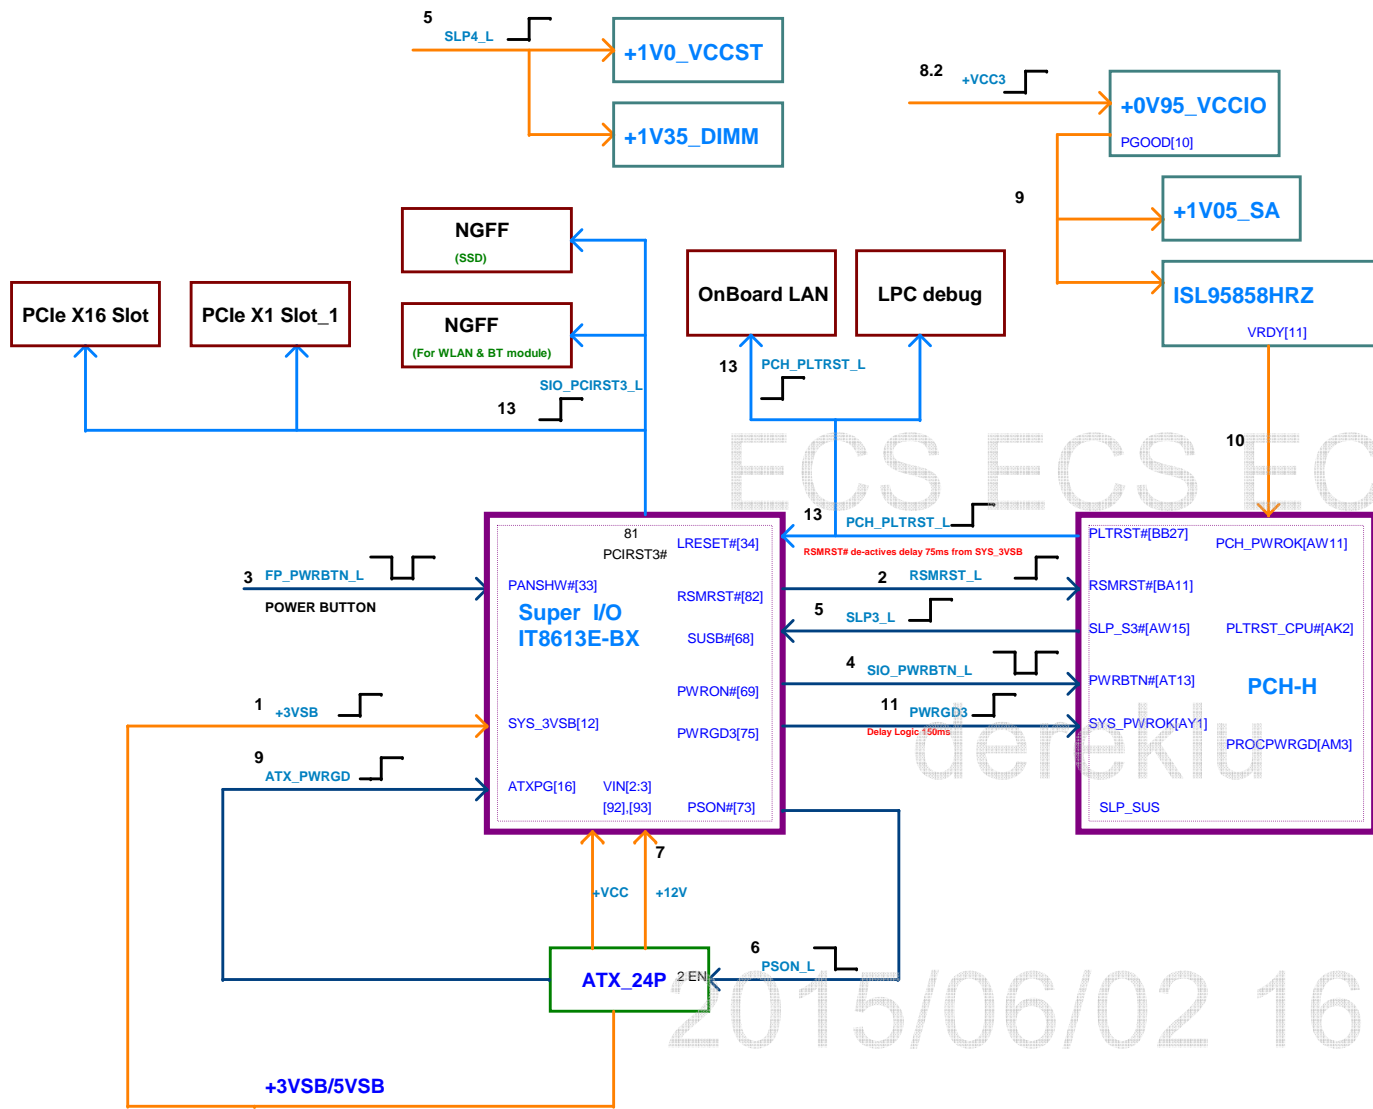 5
SLP4_L
+1V0_VCCST
+1V35_DIMM
8.2
+VCC3
+0V95_VCCIO
PGOOD[10]
9
+1V05_SA
ISL95858HRZ
VRDY[11]
10
NGFF
(SSD)
NGFF
(For WLAN & BT module)
PCIe X16 Slot
PCIe X1 Slot_1
SIO_PCIRST3_L
13
OnBoard LAN
LPC debug
13
PCH_PLTRST_L
ECS ECS EC
81
PCIRST3#
LRESET#[34]
13
PCH_PLTRST_L
RSMRST# de-actives delay 75ms from SYS_3VSB
PLTRST#[BB27]
PCH_PWROK[AW11]
3
FP_PWRBTN_L
POWER BUTTON
PANSHW#[33]
RSMRST#[82]
2
RSMRST_L
RSMRST#[BA11]
Super I/O
IT8613E-BX
SUSB#[68]
5
SLP3_L
SLP_S3#[AW15]
PLTRST_CPU#[AK2]
PWRON#[69]
4
SIO_PWRBTN_L
PWRBTN#[AT13]
PCH-H
1
+3VSB
SYS_3VSB[12]
PWRGD3[75]
11
PWRGD3
Delay Logic 150ms
SYS_PWROK[AY1]
PROCPWRGD[AM3]
dereklu
9
ATX_PWRGD
ATXPG[16]
VIN[2:3]
[92],[93]
PSON#[73]
SLP_SUS
7
+VCC
+12V
6
PSON_L
ATX_24P
2 EN
2015/06/02 16
+3VSB/5VSB